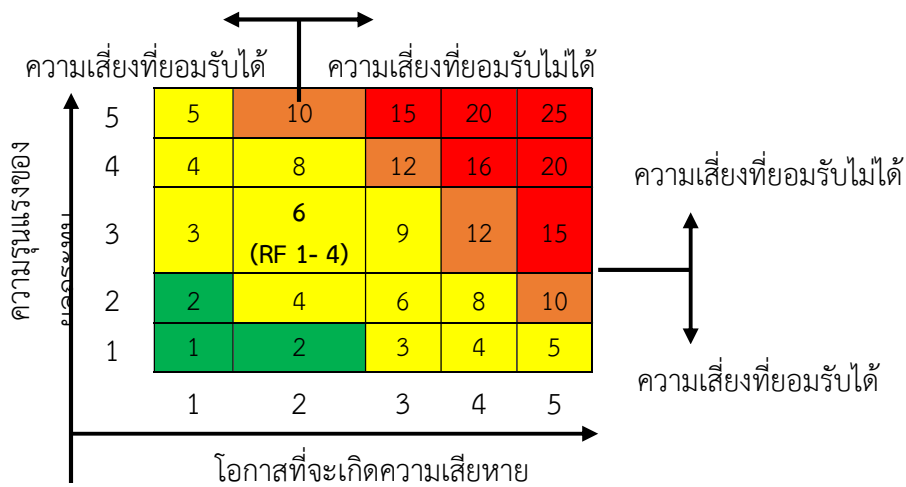 ความเสี่ยงที่ยอมรับได้ ความเสี่ยงที่ยอมรับไม่ได้
ความรุนแรงของ
ผลกระทบ
5 5 10 15 20 25
4 4 8 12 16 20
3 3 6 9 12 15
(RF 1- 4)
2 2 4 6 8 10
1 1 2 3 4 5
1 2 3 4 5
โอกาสที่จะเกิดความเสียหาย
ความเสี่ยงที่ยอมรับไม่ได้
ความเสี่ยงที่ยอมรับได้